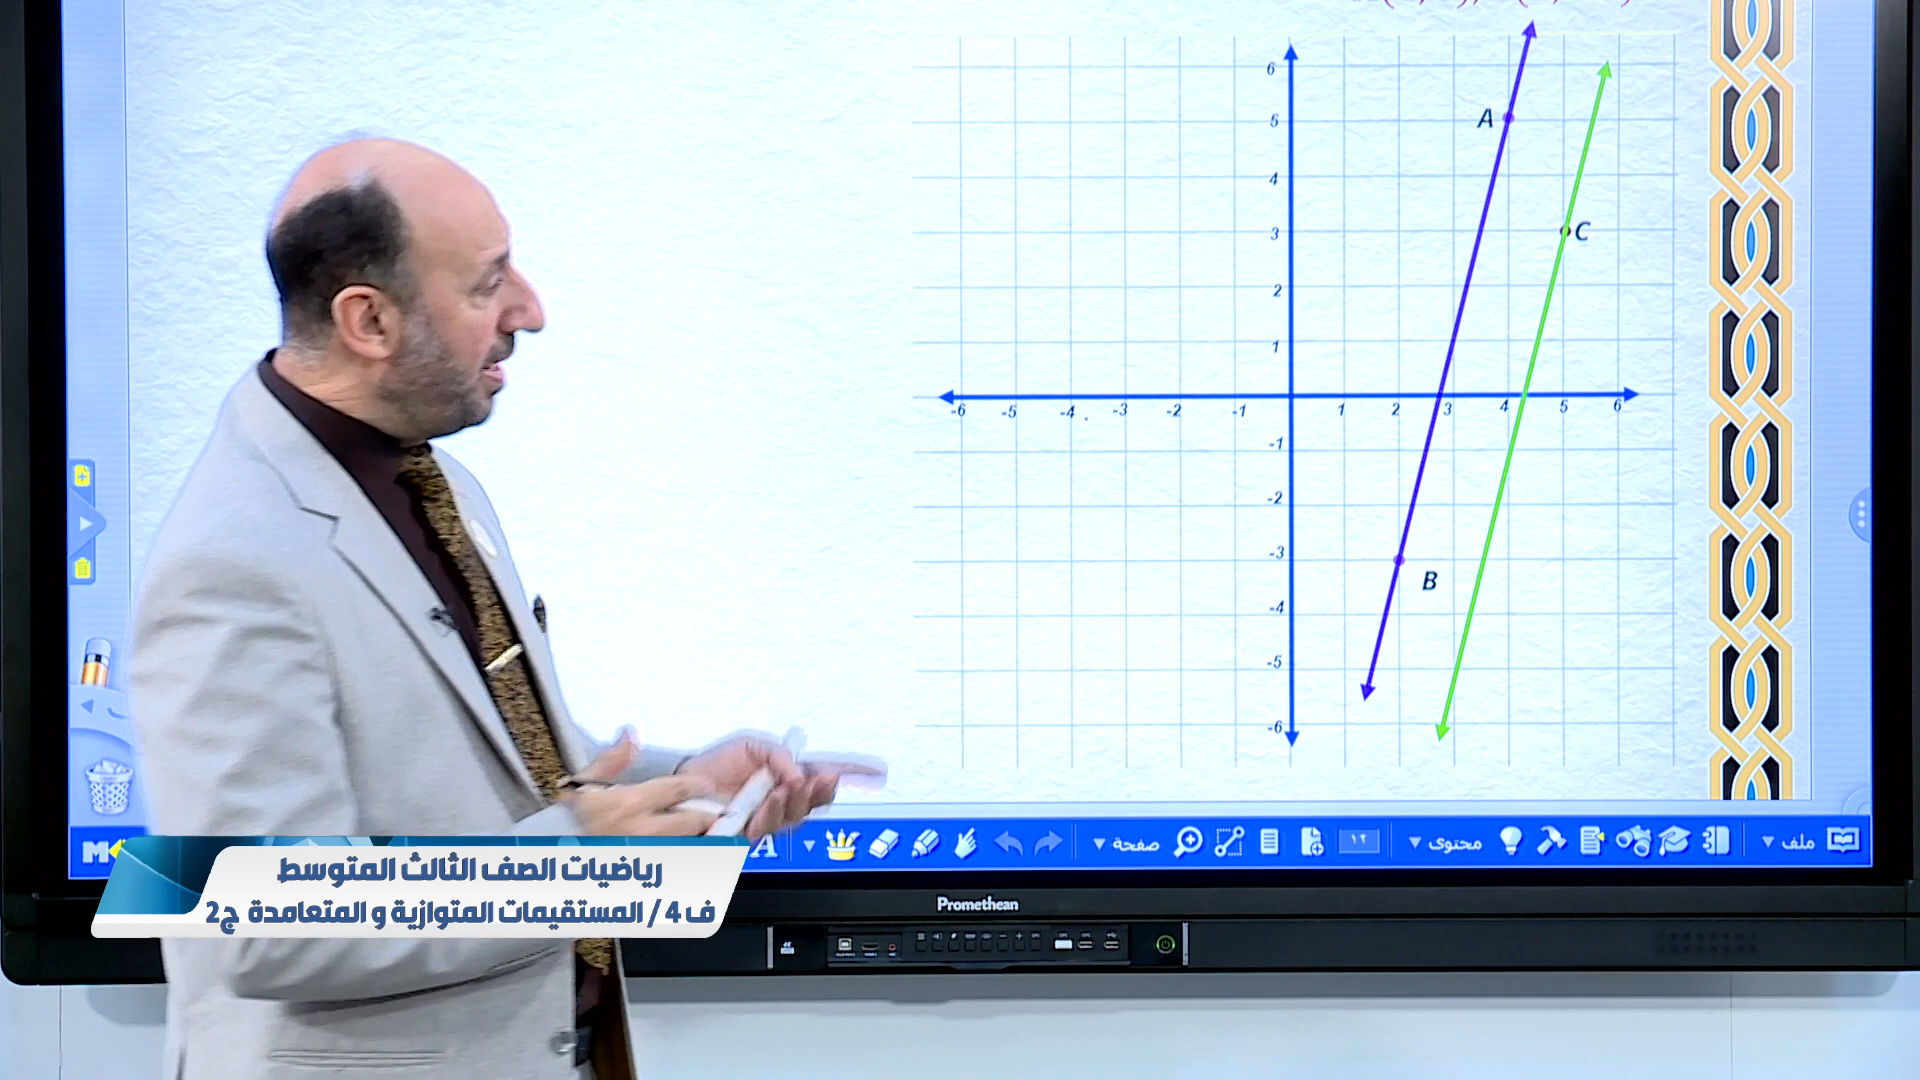 6
5
A
4
3
C
2
1
-6 -5 -4 -3 -2 -1 1 2 3 4 5 6
-1
-2
-3
B
-4
-5
-6
ملف
محتوى
١٢
صفحة
A
M
Promethean
رياضيات الصف الثالث المتوسط
ف 4 / المستقيمات المتوازية و المتعامدة ج2